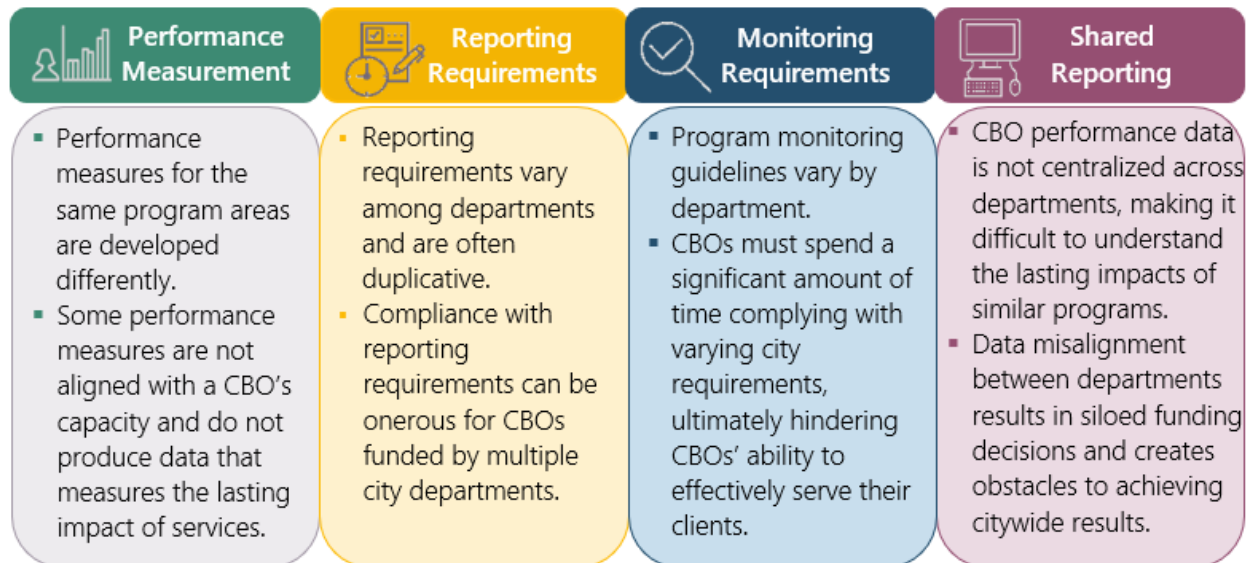 Performance
Measurement
▪ Performance
measures for the
same program areas
are developed
differently.
▪ Some performance
measures are not
aligned with a CBO’s
capacity and do not
produce data that
measures the lasting
impact of services.
Reporting
Requirements
▪ Reporting
requirements vary
among departments
and are often
duplicative.
▪ Compliance with
reporting
requirements can be
onerous for CBOs
funded by multiple
city departments.
Monitoring
Requirements
▪ Program monitoring
guidelines vary by
department.
▪ CBOs must spend a
significant amount of
time complying with
varying city
requirements,
ultimately hindering
CBOs’ ability to
effectively serve their
clients.
Shared
Reporting
▪ CBO performance data
is not centralized across
departments, making it
difficult to understand
the lasting impacts of
similar programs.
▪ Data misalignment
between departments
results in siloed funding
decisions and creates
obstacles to achieving
citywide results.